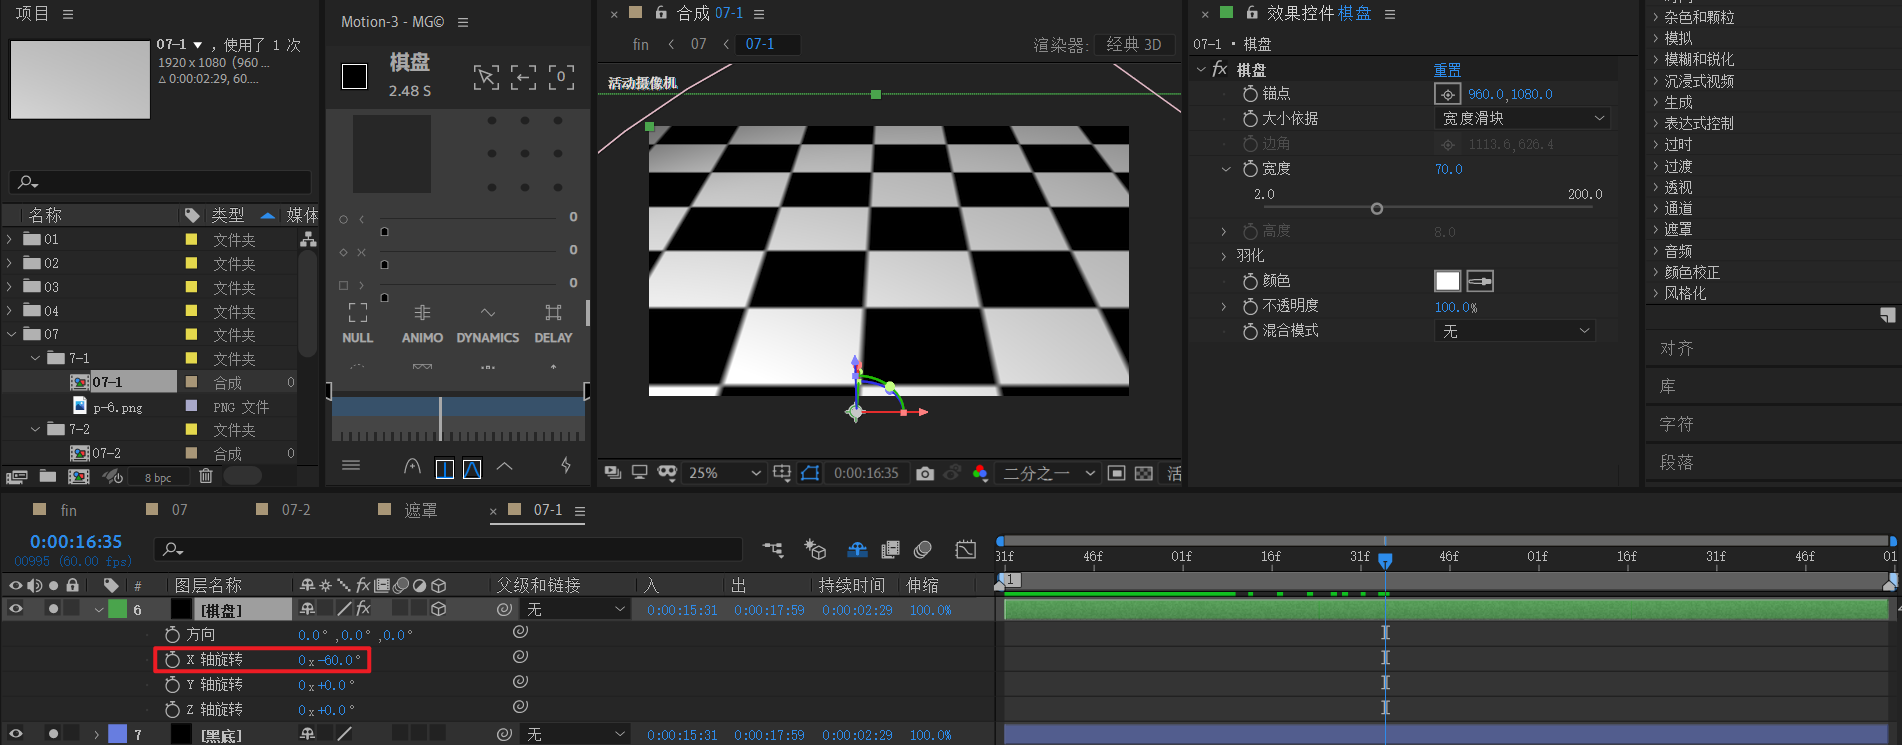 项目
07-1 ▼ ，使用了 1 次
1920 x 1080 (960 ...
△ 0:00:02:29, 60....
名称 类型 媒体
01 文件夹
02 文件夹
03 文件夹
04 文件夹
07 文件夹
7-1 文件夹
07-1 合成 0
p-6.png PNG 文件
7-2 文件夹
07-2 合成 0
8 bpc
Motion-3 - MG©
棋盘
2.48 S
0
0
0
0
NULL ANIMO DYNAMICS DELAY
合成 07-1
fin < 07 < 07-1
渲染器: 经典 3D
活动摄像机
25% 0:00:16:35 二分之一 活
效果控件 棋盘
07-1 · 棋盘
fx 棋盘 重置
锚点 960.0,1080.0
大小依据 宽度滑块
边角 1113.6,626.4
宽度 70.0
2.0 200.0
高度 8.0
羽化
颜色
不透明度 100.0%
混合模式 无
杂色和颗粒
模拟
模糊和锐化
沉浸式视频
生成
表达式控制
过时
过渡
透视
通道
遮罩
音频
颜色校正
风格化
对齐
库
字符
段落
fin 07 07-2 遮罩 × 07-1
0:00:16:35
00995 (60.00 fps)
31f 46f 01f 16f 31f 46f 01f 16f 31f 46f 01
# 图层名称 fx 父级和链接 入 出 持续时间 伸缩
1
6 [棋盘] fx 无 0:00:15:31 0:00:17:59 0:00:02:29 100.0%
方向 0.0°,0.0°,0.0°
X 轴旋转 0x-60.0°
Y 轴旋转 0x+0.0°
Z 轴旋转 0x+0.0°
7 [黑底] 无 0:00:15:31 0:00:17:59 0:00:02:29 100.0%